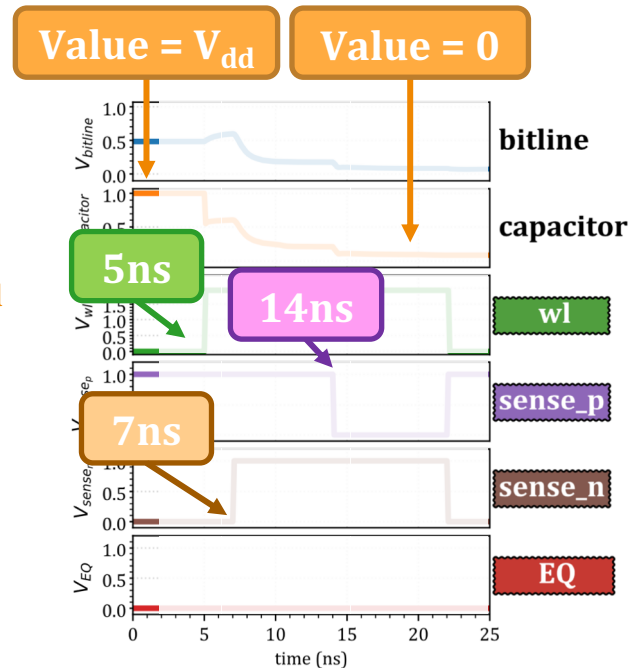 Value = Vdd
Value = 0
1.0
0.5
0.0
Vbitline
bitline
1.0
capacitor
5ns
14ns
1.5
1.0
0.5
0.0
wl
1.0
sense_p
7ns
1.0
0.5
0.0
sense_n
1.0
0.5
0.0
VEQ
EQ
0
5
10
15
20
25
time (ns)